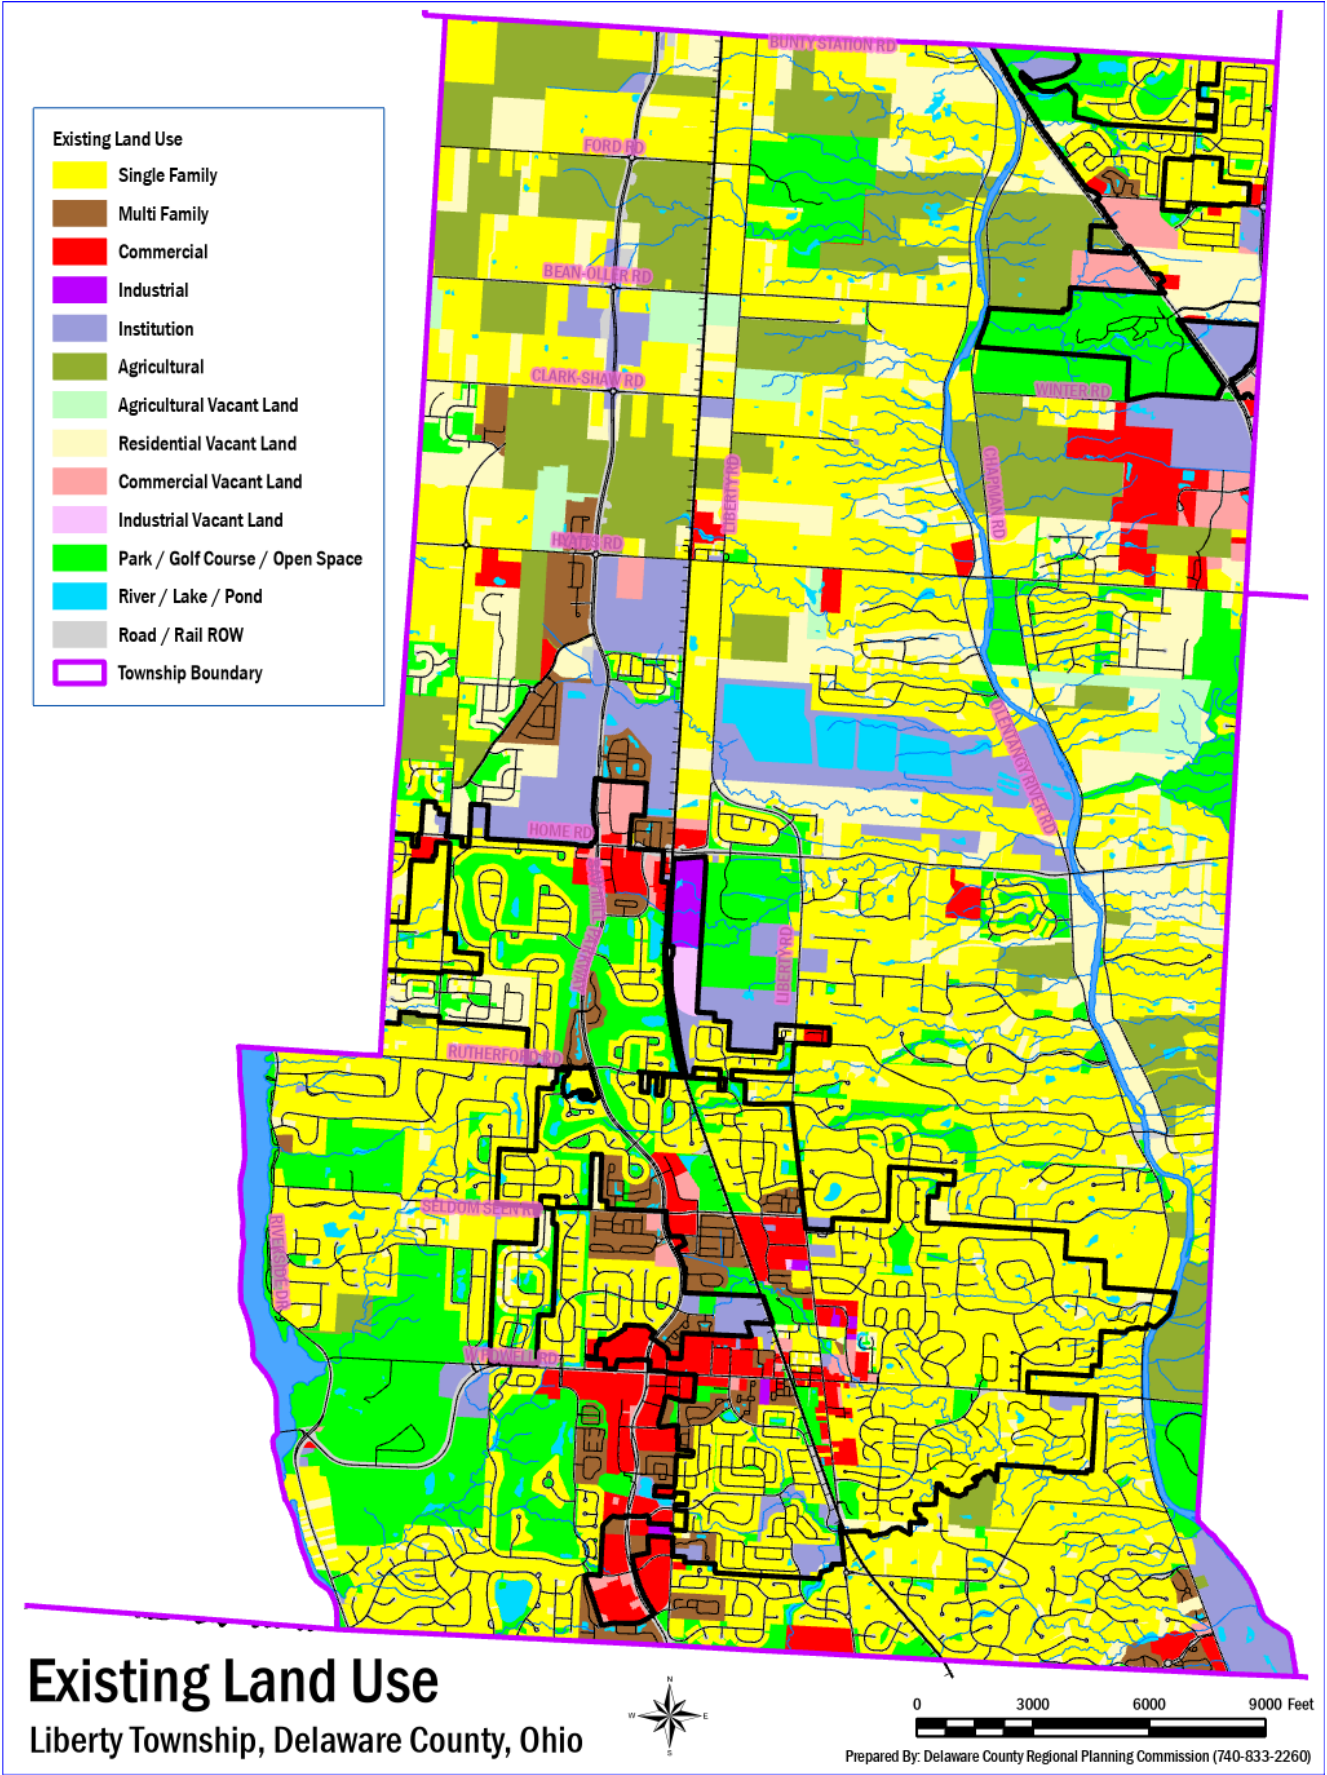 BUNTY STATION RD
FORD RD
BEAN-OLLER RD
CLARK-SHAW RD
WINTER RD
LIBERTY RD
CHAPMAN RD
HYATTS RD
OLENTANGY RIVER RD
HOME RD
SAWMILL PARKWAY
LIBERTY RD
RUTHERFORD RD
SELDOM SEEN RD
RIVERSIDE DR
W POWELL RD
Existing Land Use
Single Family
Multi Family
Commercial
Industrial
Institution
Agricultural
Agricultural Vacant Land
Residential Vacant Land
Commercial Vacant Land
Industrial Vacant Land
Park / Golf Course / Open Space
River / Lake / Pond
Road / Rail ROW
Township Boundary
Existing Land Use
Liberty Township, Delaware County, Ohio
N
W E
S
0 3000 6000 9000 Feet
Prepared By: Delaware County Regional Planning Commission (740-833-2260)